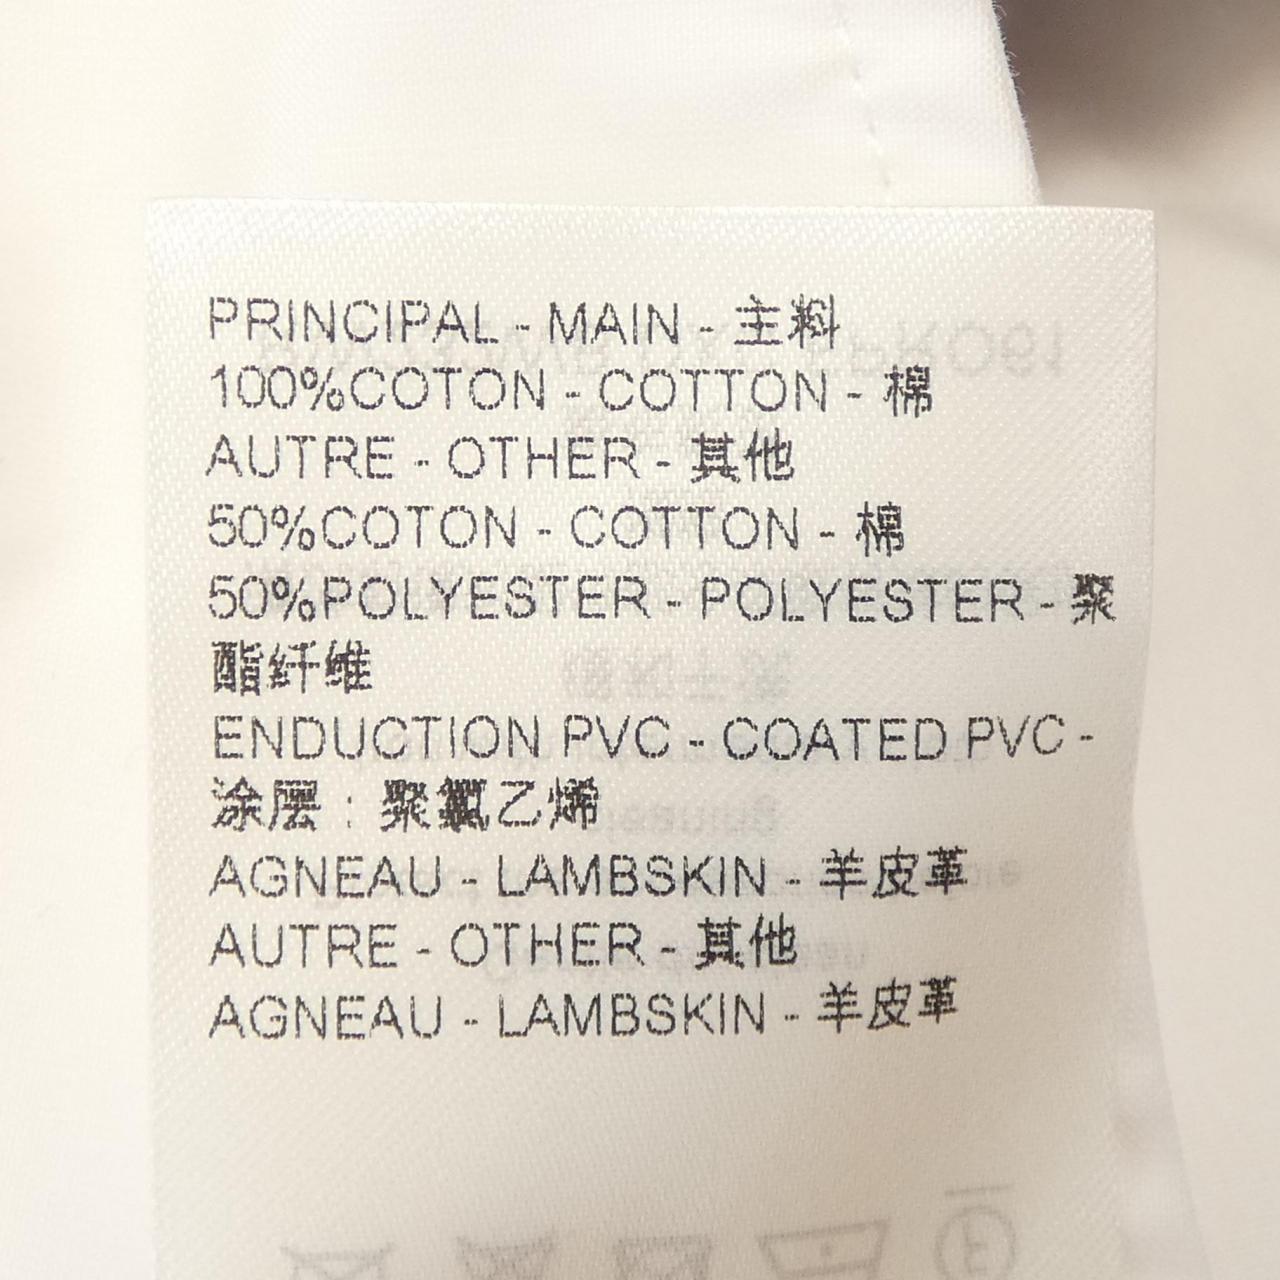 PRINCIPAL - MAIN - 主料
100%COTON - COTTON - 棉
AUTRE - OTHER - 其他
50%COTON - COTTON - 棉
50%POLYESTER - POLYESTER - 聚
酯纤维
ENDUCTION PVC - COATED PVC -
涂层 : 聚氯乙烯
AGNEAU - LAMBSKIN - 羊皮革
AUTRE - OTHER - 其他
AGNEAU - LAMBSKIN - 羊皮革